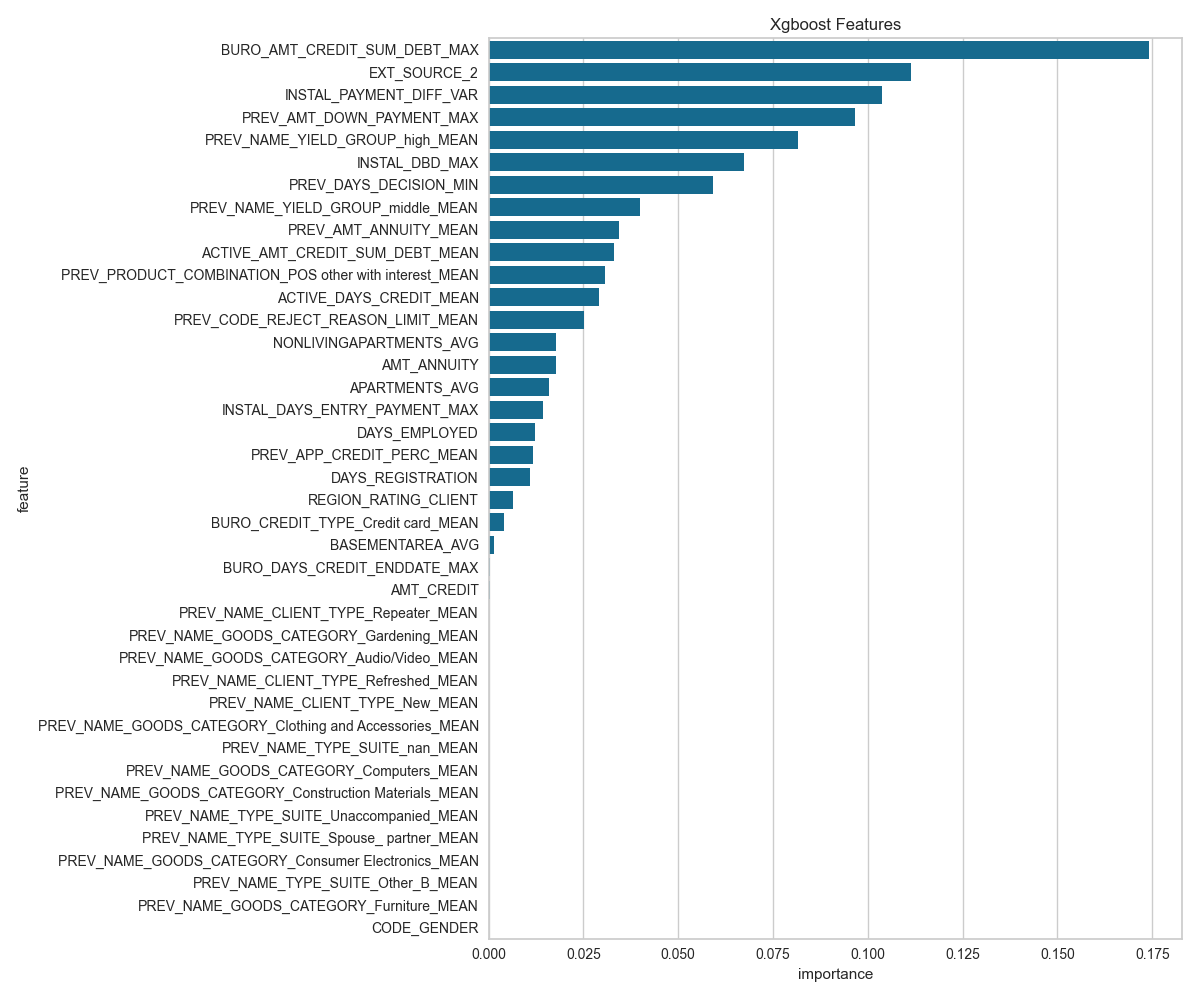 Xgboost Features
BURO_AMT_CREDIT_SUM_DEBT_MAX
EXT_SOURCE_2
INSTAL_PAYMENT_DIFF_VAR
PREV_AMT_DOWN_PAYMENT_MAX
PREV_NAME_YIELD_GROUP_high_MEAN
INSTAL_DBD_MAX
PREV_DAYS_DECISION_MIN
PREV_NAME_YIELD_GROUP_middle_MEAN
PREV_AMT_ANNUITY_MEAN
ACTIVE_AMT_CREDIT_SUM_DEBT_MEAN
PREV_PRODUCT_COMBINATION_POS other with interest_MEAN
ACTIVE_DAYS_CREDIT_MEAN
PREV_CODE_REJECT_REASON_LIMIT_MEAN
NONLIVINGAPARTMENTS_AVG
AMT_ANNUITY
APARTMENTS_AVG
INSTAL_DAYS_ENTRY_PAYMENT_MAX
DAYS_EMPLOYED
PREV_APP_CREDIT_PERC_MEAN
DAYS_REGISTRATION
REGION_RATING_CLIENT
BURO_CREDIT_TYPE_Credit card_MEAN
BASEMENTAREA_AVG
BURO_DAYS_CREDIT_ENDDATE_MAX
AMT_CREDIT
PREV_NAME_CLIENT_TYPE_Repeater_MEAN
PREV_NAME_GOODS_CATEGORY_Gardening_MEAN
PREV_NAME_GOODS_CATEGORY_Audio/Video_MEAN
PREV_NAME_CLIENT_TYPE_Refreshed_MEAN
PREV_NAME_CLIENT_TYPE_New_MEAN
PREV_NAME_GOODS_CATEGORY_Clothing and Accessories_MEAN
PREV_NAME_TYPE_SUITE_nan_MEAN
PREV_NAME_GOODS_CATEGORY_Computers_MEAN
PREV_NAME_GOODS_CATEGORY_Construction Materials_MEAN
PREV_NAME_TYPE_SUITE_Unaccompanied_MEAN
PREV_NAME_TYPE_SUITE_Spouse_ partner_MEAN
PREV_NAME_GOODS_CATEGORY_Consumer Electronics_MEAN
PREV_NAME_TYPE_SUITE_Other_B_MEAN
PREV_NAME_GOODS_CATEGORY_Furniture_MEAN
CODE_GENDER
feature
0.000 0.025 0.050 0.075 0.100 0.125 0.150 0.175
importance